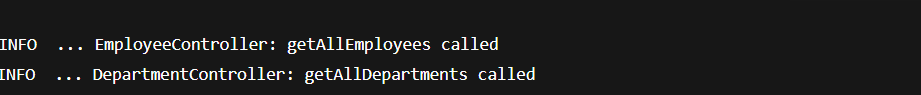 INFO  ... EmployeeController: getAllEmployees called
INFO  ... DepartmentController: getAllDepartments called